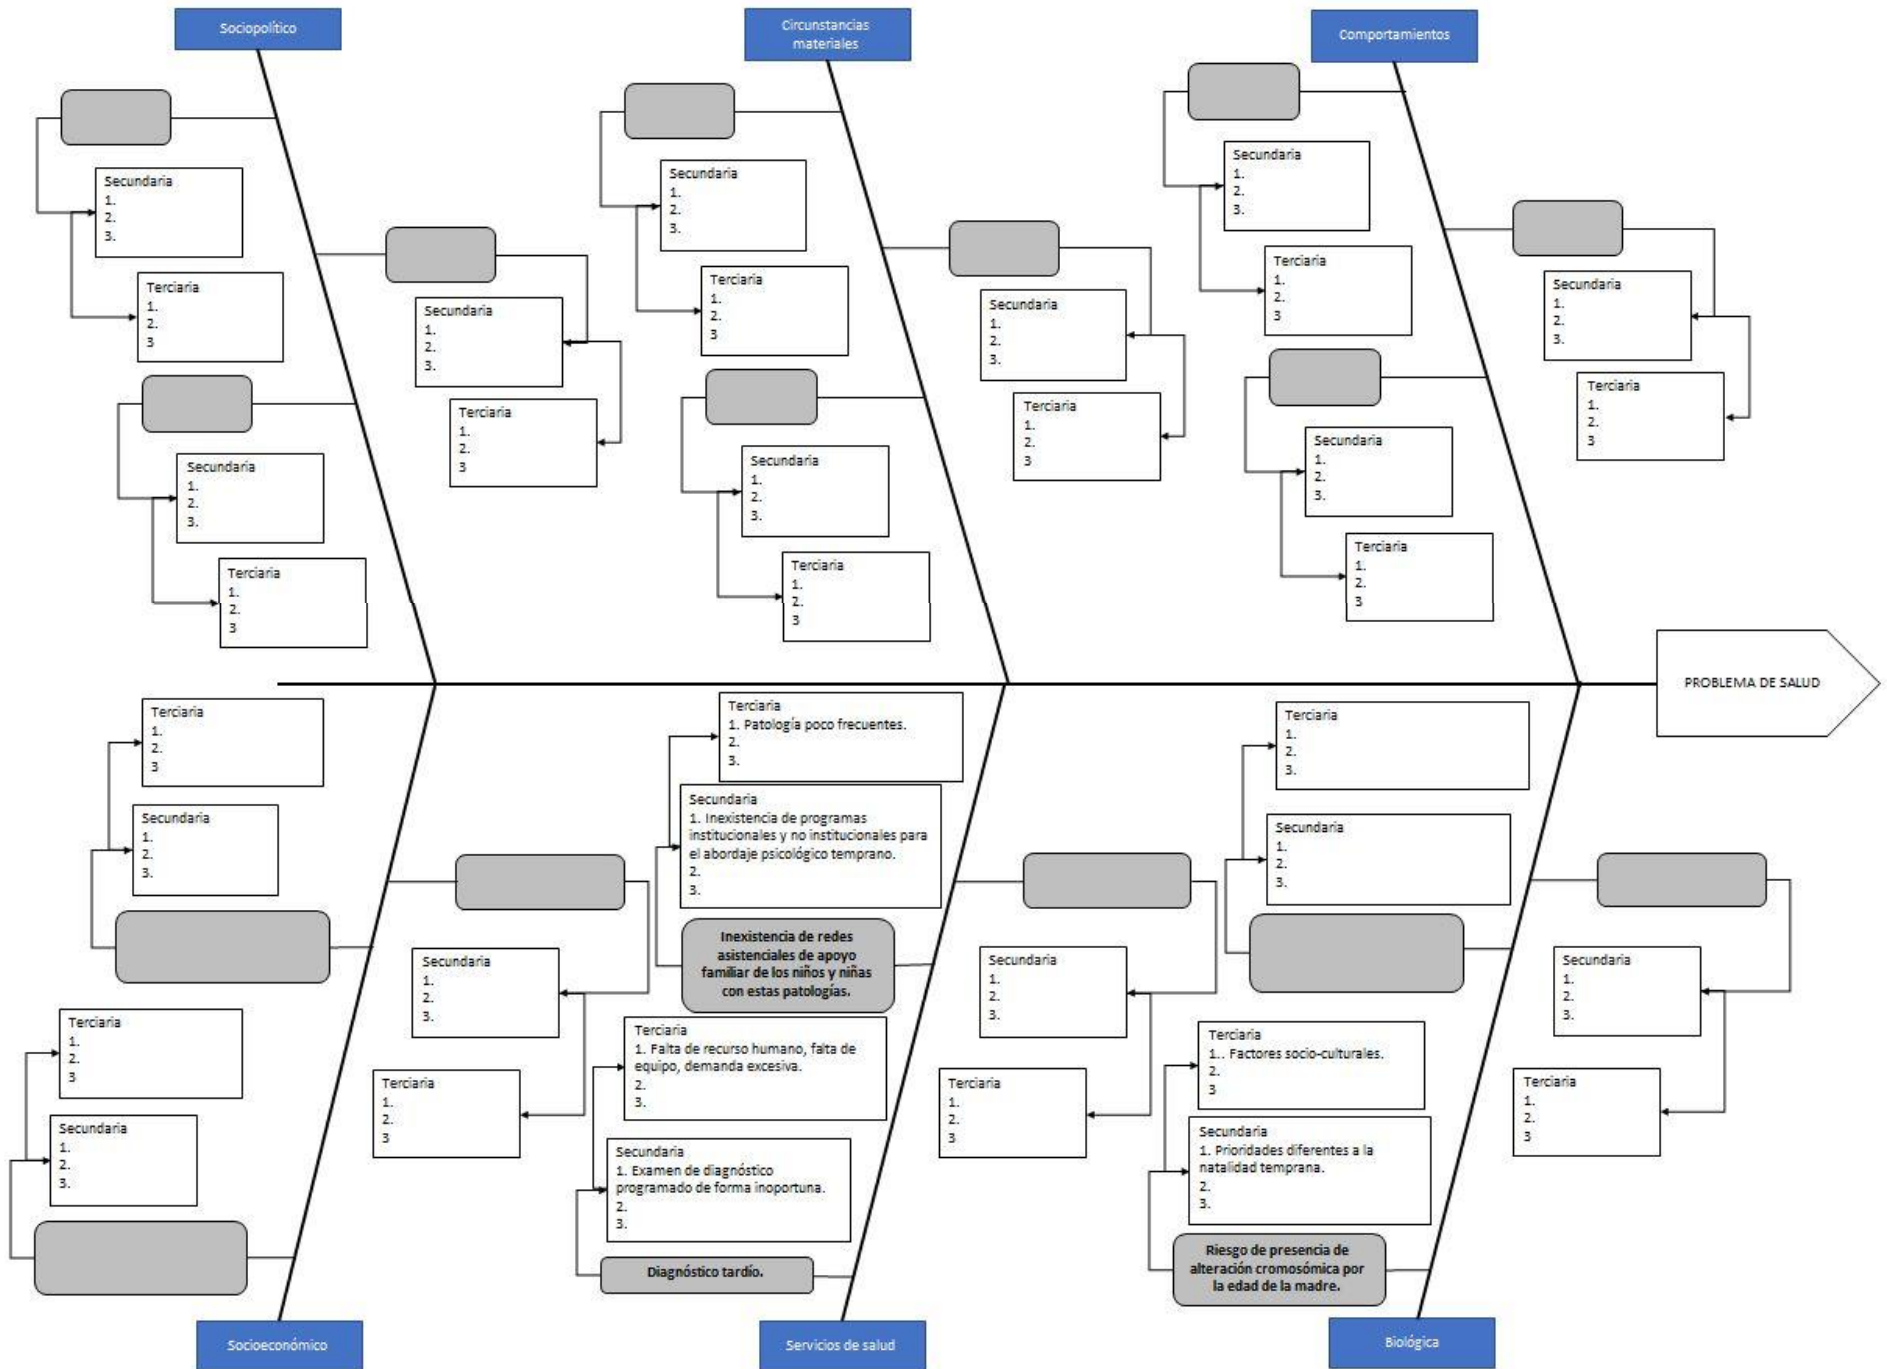 Sociopolítico
Secundaria
1.
2.
3.
Terciaria
1.
2.
3
Secundaria
1.
2.
3.
Terciaria
1.
2.
3
Secundaria
1.
2.
3.
Terciaria
1.
2.
3
Circunstancias
materiales
Secundaria
1.
2.
3.
Terciaria
1.
2.
3
Secundaria
1.
2.
3.
Terciaria
1.
2.
3
Secundaria
1.
2.
3.
Terciaria
1.
2.
3
Comportamientos
Secundaria
1.
2.
3.
Terciaria
1.
2.
3
Secundaria
1.
2.
3.
Terciaria
1.
2.
3
Secundaria
1.
2.
3.
Terciaria
1.
2.
3
PROBLEMA DE SALUD
Terciaria
1.
2.
3
Secundaria
1.
2.
3.
Terciaria
1.
2.
3
Secundaria
1.
2.
3.
Secundaria
1.
2.
3.
Terciaria
1.
2.
3
Socioeconómico
Terciaria
1. Patología poco frecuentes.
2.
3.
Secundaria
1. Inexistencia de programas
institucionales y no institucionales para
el abordaje psicológico temprano.
2.
3.
Inexistencia de redes
asistenciales de apoyo
familiar de los niños y niñas
con estas patologías.
Terciaria
1. Falta de recurso humano, falta de
equipo, demanda excesiva.
2.
3.
Secundaria
1. Examen de diagnóstico
programado de forma inoportuna.
2.
3.
Diagnóstico tardío.
Secundaria
1.
2.
3.
Terciaria
1.
2.
3
Servicios de salud
Terciaria
1.
2.
3.
Secundaria
1.
2.
3.
Terciaria
1.. Factores socio-culturales.
2.
3
Secundaria
1. Prioridades diferentes a la
natalidad temprana.
2.
3.
Riesgo de presencia de
alteración cromosómica por
la edad de la madre.
Secundaria
1.
2.
3.
Terciaria
1.
2.
3
Biológica